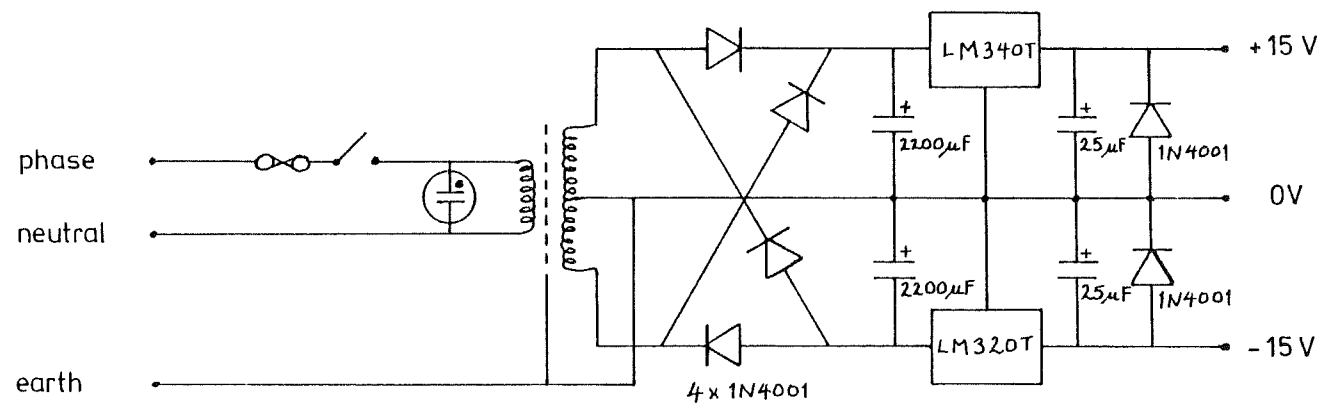 LM340T
+15 V
+
2200µF
+
25µF
1N4001
phase
0V
neutral
+
2200µF
+
25µF
1N4001
LM320T
-15 V
earth
4 x 1N4001